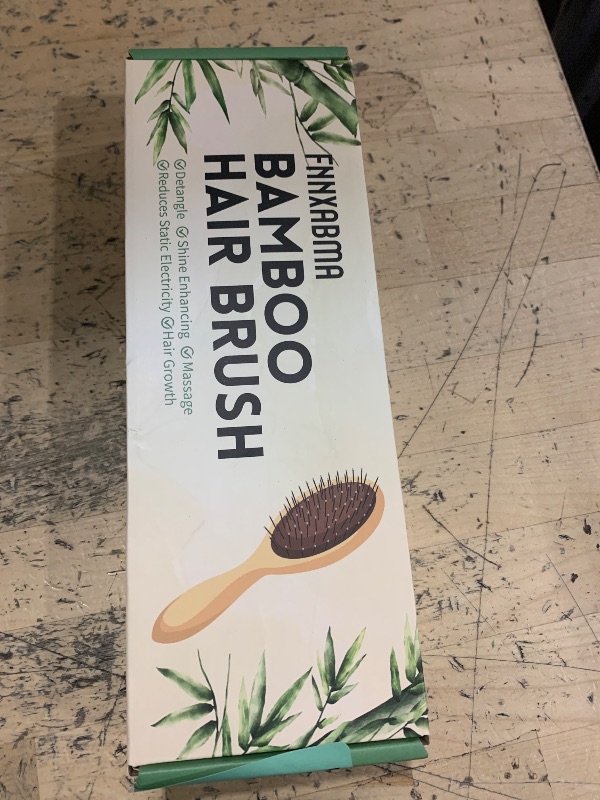 FNNXABMA
BAMBOO
HAIR BRUSH
Detangle Shine Enhancing Massage
Reduces Static Electricity Hair Growth